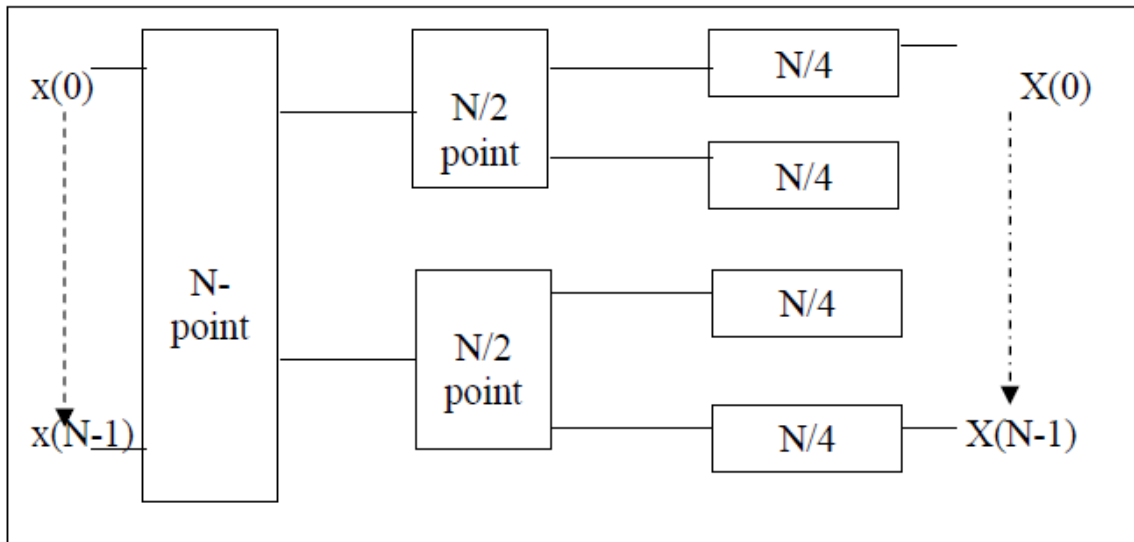 x(0)
x(N-1)
N-
point
N/2
point
N/2
point
N/4
N/4
N/4
N/4
X(0)
X(N-1)